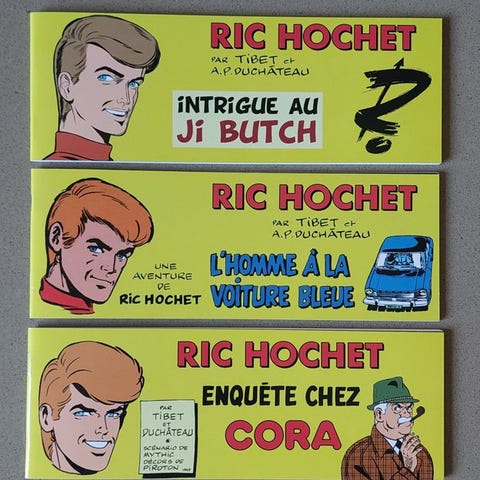 RIC HOCHET
PAR TIBET et
A.P. DUCHÂTEAU
INTRIGUE AU
Ji BUTCH
RIC HOCHET
PAR TIBET et
A.P. DUCHÂTEAU
UNE
AVENTURE
DE
RIC HOCHET
L'HOMME À LA
VOITURE BLEUE
RIC HOCHET
ENQUÊTE CHEZ
CORA
PAR
TIBET
ET
DUCHÂTEAU
*
SCÉNARIO DE
MYTHIC
DÉCORS DE
PIROTON